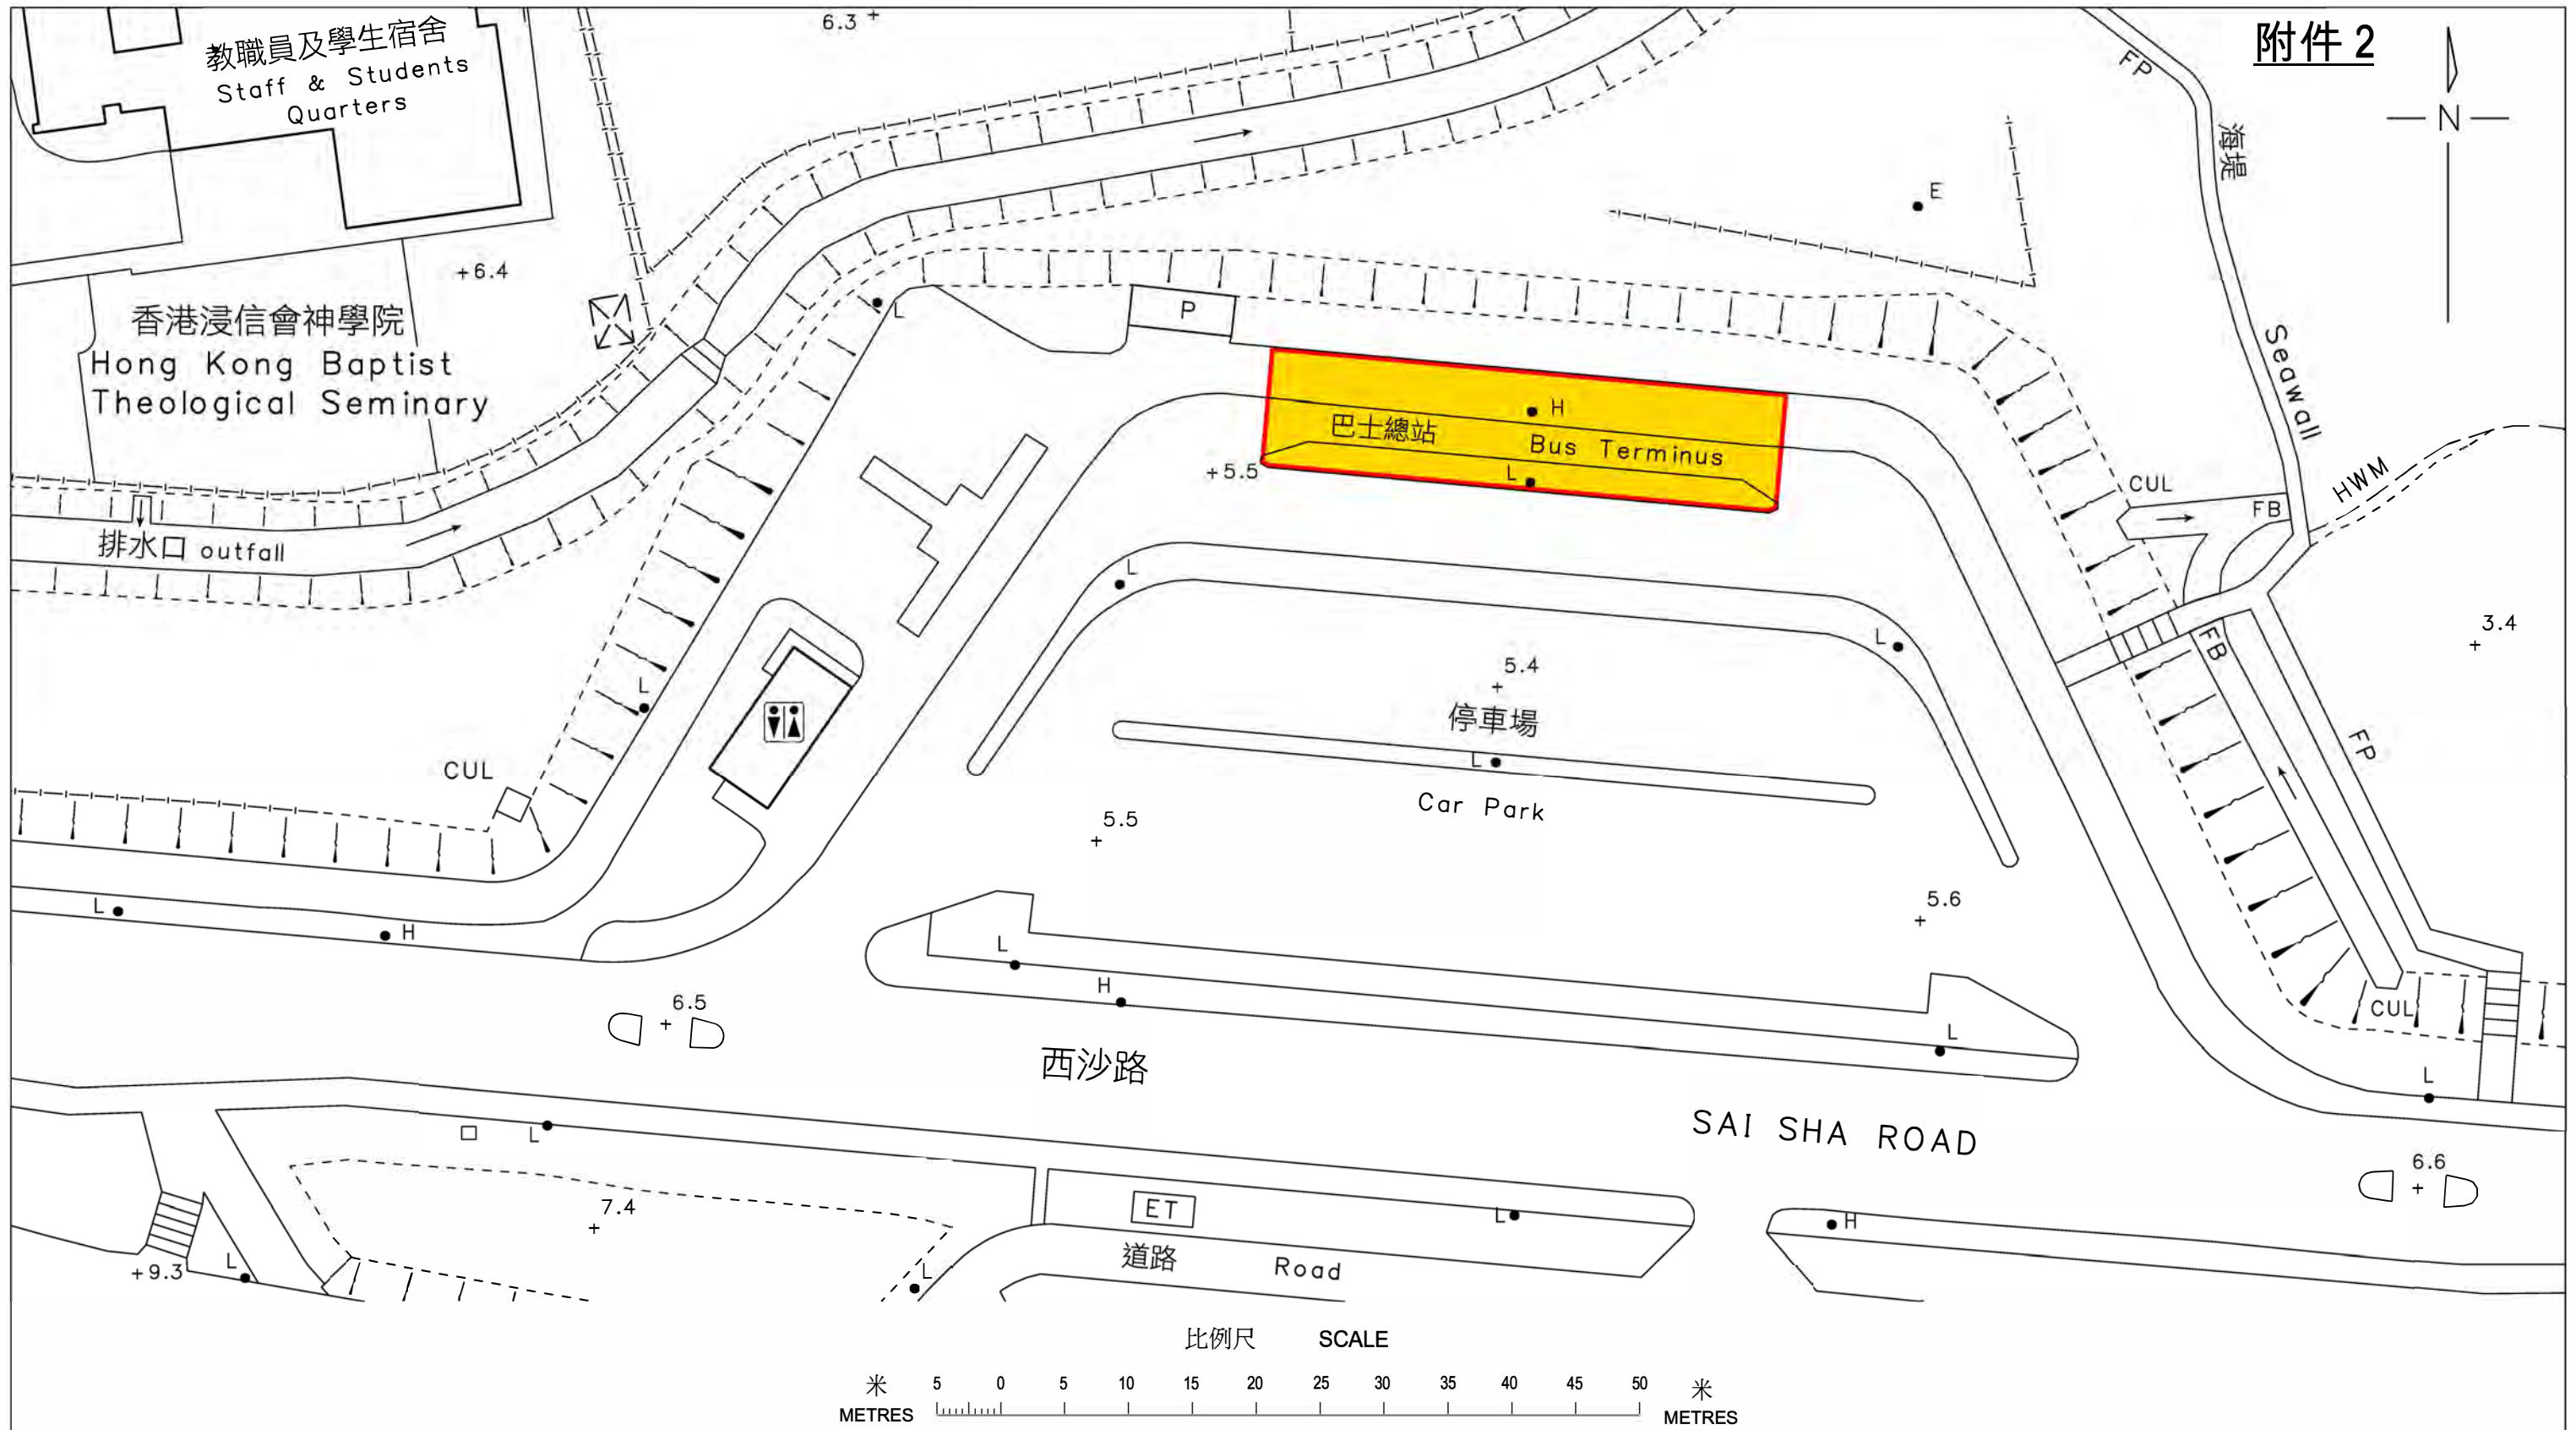 附件 2
N
教職員及學生宿舍
Staff & Students
Quarters
6.3
FP
海堤
E
+6.4
香港浸信會神學院
Hong Kong Baptist
Theological Seminary
L
P
Seawall
H
巴士總站
Bus Terminus
L
+5.5
HWM
CUL
FB
排水口 outfall
L
L
3.4
FB
5.4
停車場
L
L
FP
CUL
Car Park
5.5
5.6
L
H
L
H
L
6.5
CUL
西沙路
SAI SHA ROAD
L
L
7.4
6.6
ET
L
H
+9.3
L
道路
Road
L
比例尺 SCALE
米 5 0 5 10 15 20 25 30 35 40 45 50 米
METRES METRES